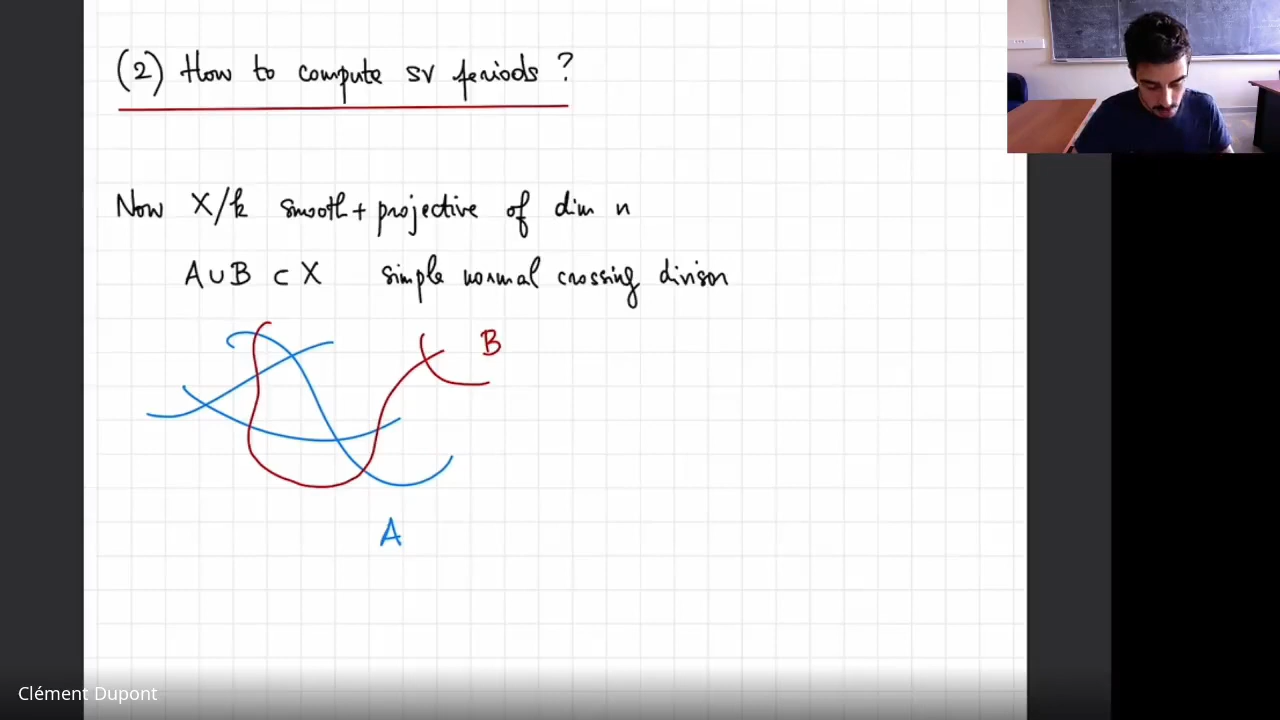 (2) How to compute sv periods ?
Now X/k smooth + projective of dim n
A ∪ B ⊂ X simple normal crossing divisor
B
A
Clément Dupont